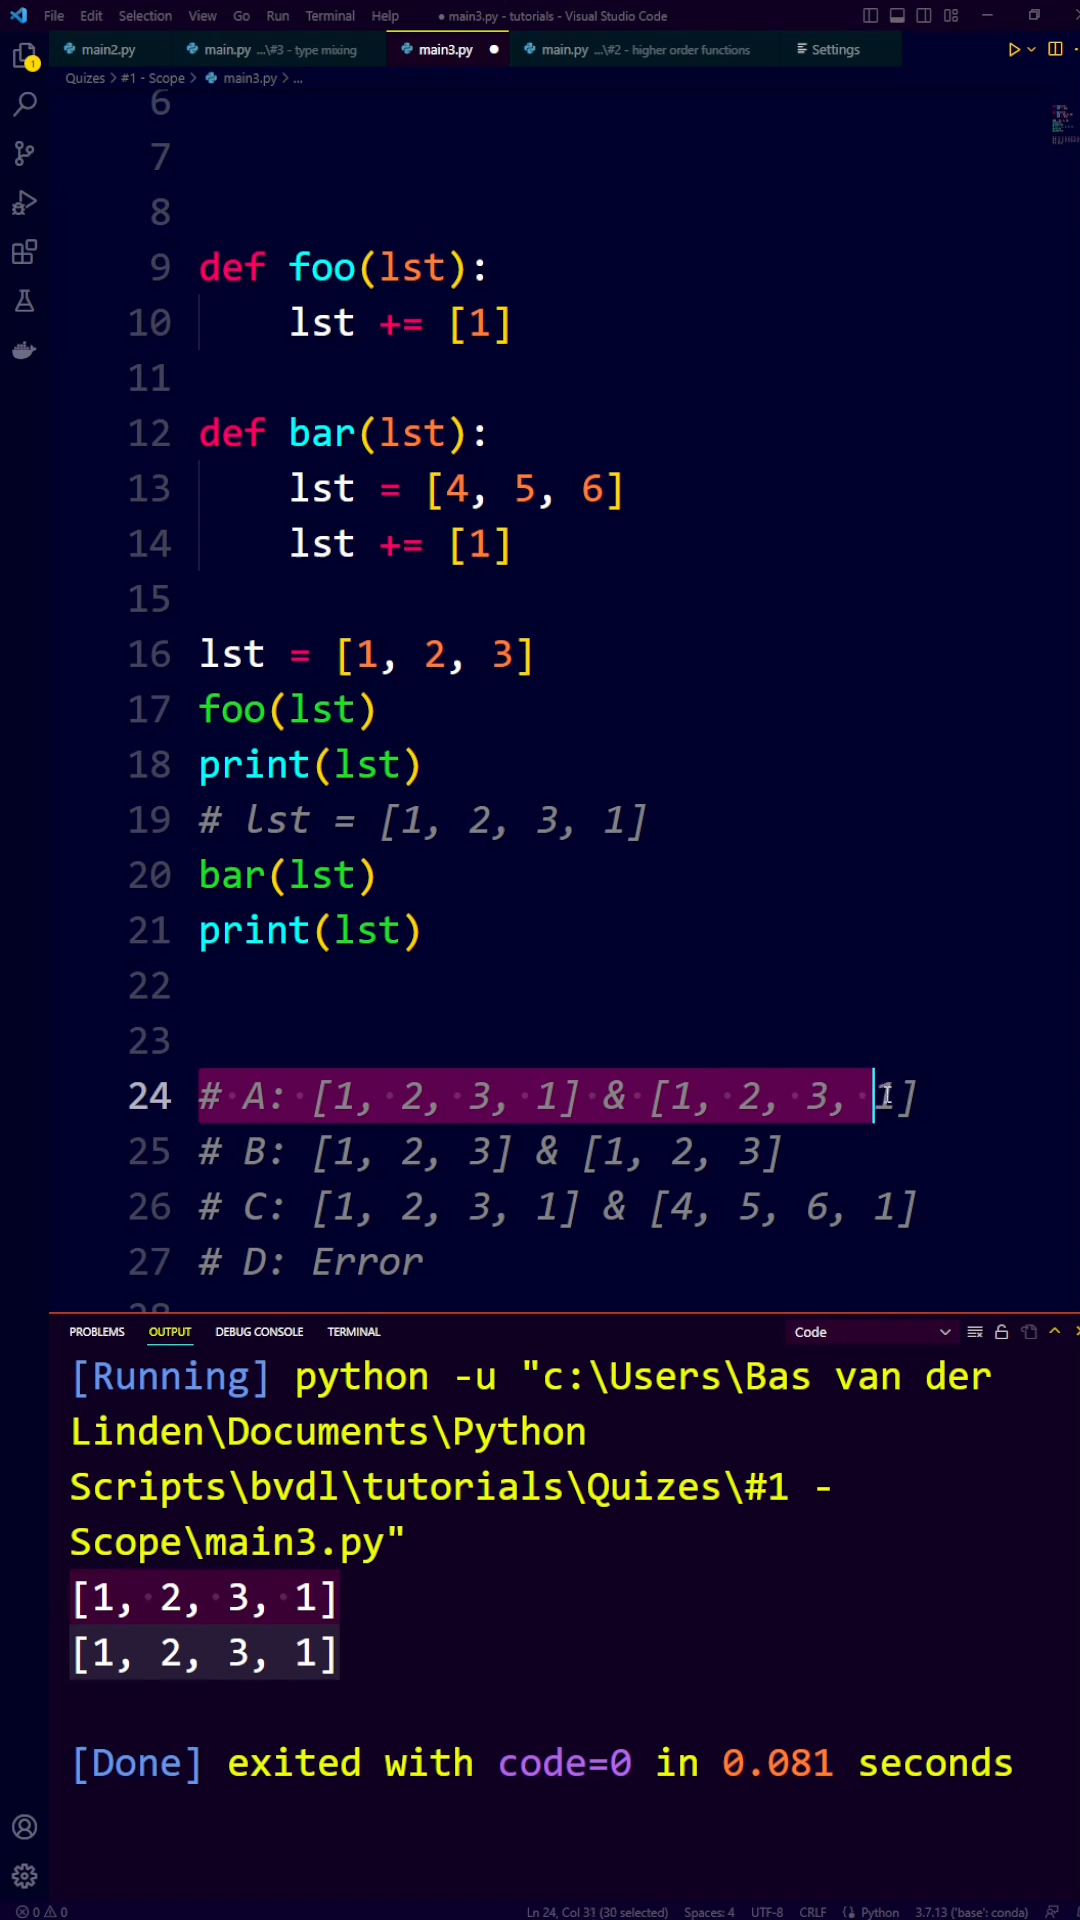 File Edit Selection View Go Run Terminal Help ● main3.py - tutorials - Visual Studio Code
main2.py main.py ...\#3 - type mixing main3.py ● main.py ...\#2 - higher order functions Settings
Quizes > #1 - Scope > main3.py > ...
6
7
8
9 def foo(lst):
10 lst += [1]
11
12 def bar(lst):
13 lst = [4, 5, 6]
14 lst += [1]
15
16 lst = [1, 2, 3]
17 foo(lst)
18 print(lst)
19 # lst = [1, 2, 3, 1]
20 bar(lst)
21 print(lst)
22
23
24 # A: [1, 2, 3, 1] & [1, 2, 3, 1]
25 # B: [1, 2, 3] & [1, 2, 3]
26 # C: [1, 2, 3, 1] & [4, 5, 6, 1]
27 # D: Error
28
PROBLEMS OUTPUT DEBUG CONSOLE TERMINAL Code
[Running] python -u "c:\Users\Bas van der
Linden\Documents\Python
Scripts\bvdl\tutorials\Quizes\#1 -
Scope\main3.py"
[1, 2, 3, 1]
[1, 2, 3, 1]
[Done] exited with code=0 in 0.081 seconds
0 0 Ln 24, Col 31 (30 selected) Spaces: 4 UTF-8 CRLF Python 3.7.13 ('base': conda)